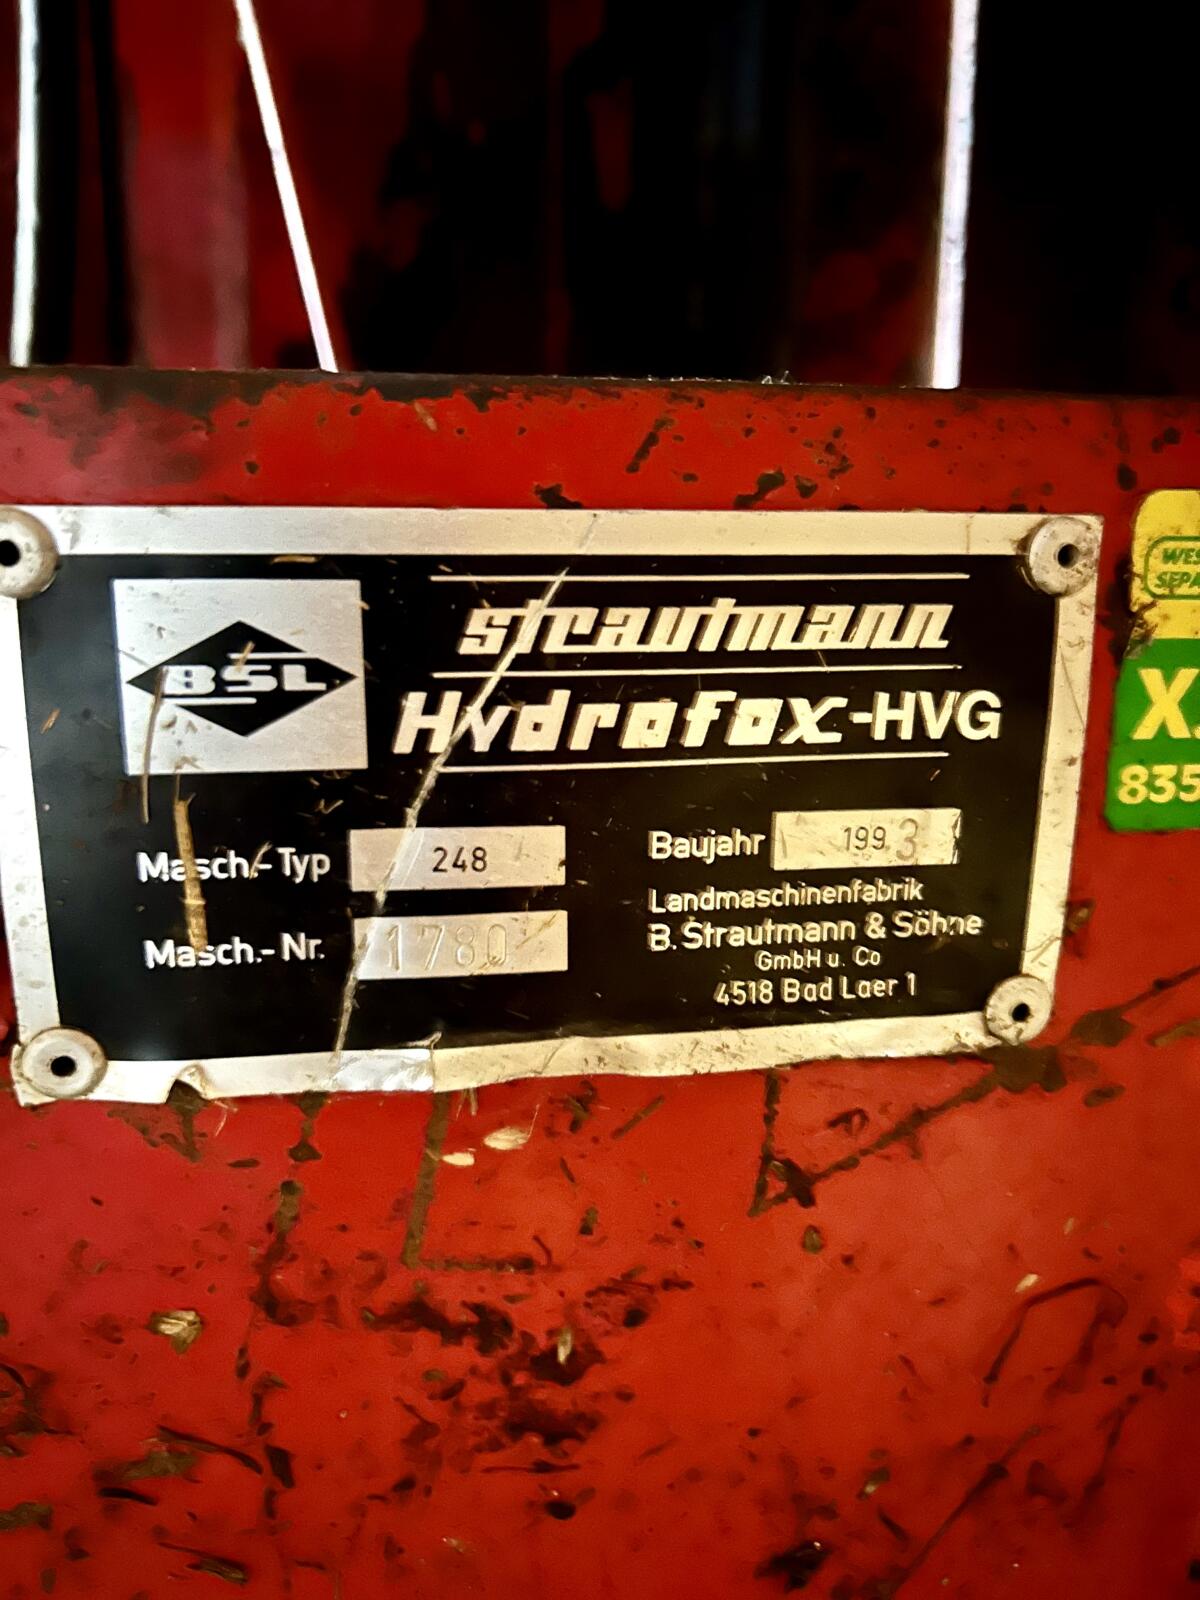 BSL
strautmann
Hydrofox-HVG
Masch.-Typ 248
Masch.-Nr. 1780
Baujahr 1993
Landmaschinenfabrik
B. Strautmann & Söhne
GmbH u. Co
4518 Bad Laer 1
X
835